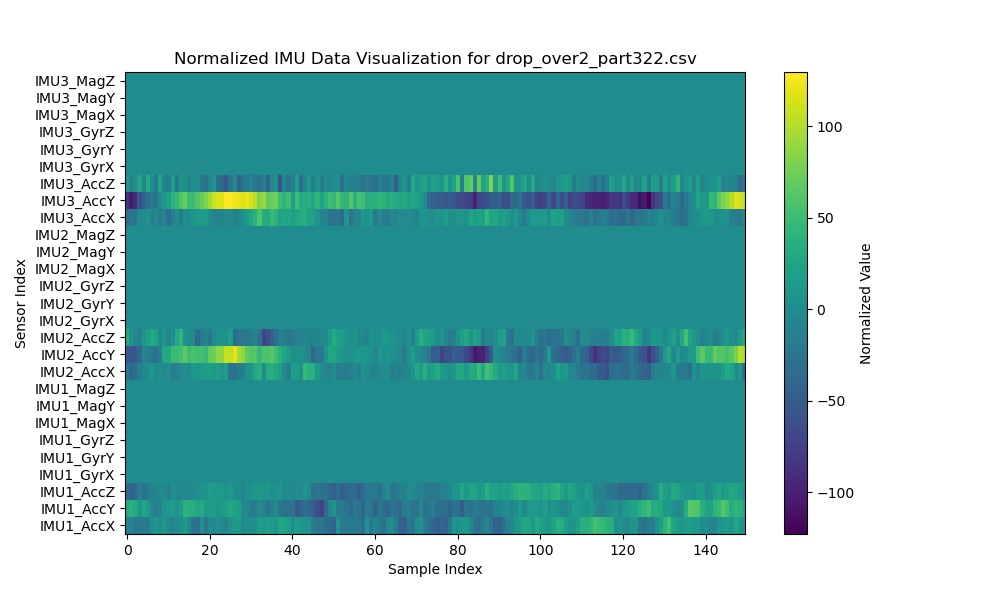 Normalized IMU Data Visualization for drop_over2_part322.csv
IMU3_MagZ
IMU3_MagY
IMU3_MagX
IMU3_GyrZ
IMU3_GyrY
IMU3_GyrX
IMU3_AccZ
IMU3_AccY
IMU3_AccX
IMU2_MagZ
IMU2_MagY
IMU2_MagX
IMU2_GyrZ
IMU2_GyrY
IMU2_GyrX
IMU2_AccZ
IMU2_AccY
IMU2_AccX
IMU1_MagZ
IMU1_MagY
IMU1_MagX
IMU1_GyrZ
IMU1_GyrY
IMU1_GyrX
IMU1_AccZ
IMU1_AccY
IMU1_AccX
Sensor Index
0 20 40 60 80 100 120 140
Sample Index
100
50
0
−50
−100
Normalized Value